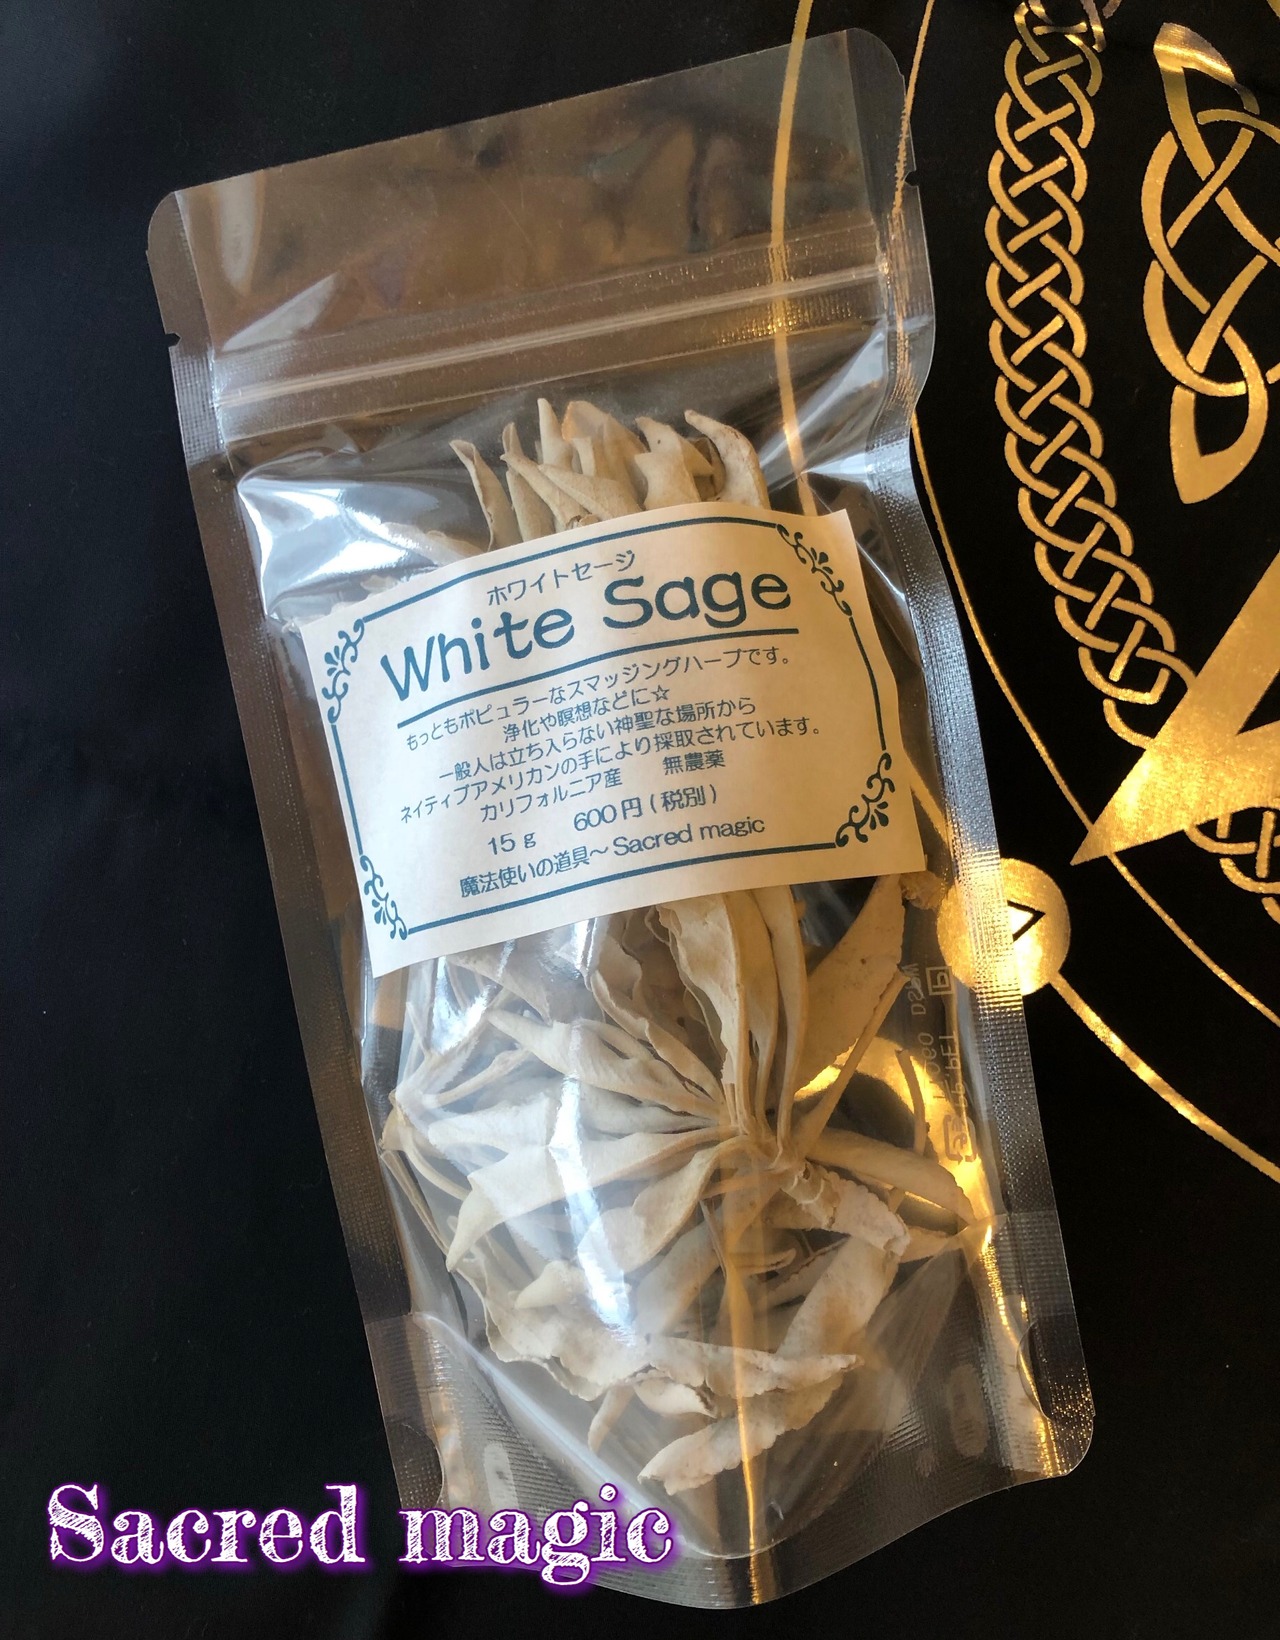 ホワイトセージ
White Sage
もっともポピュラーなスマッジングハーブです。
浄化や瞑想などに☆
一般人は立ち入らない神聖な場所から
ネイティブアメリカンの手により採取されています。
カリフォルニア産 無農薬
15g 600円(税別)
魔法使いの道具～Sacred magic
Sacred magic